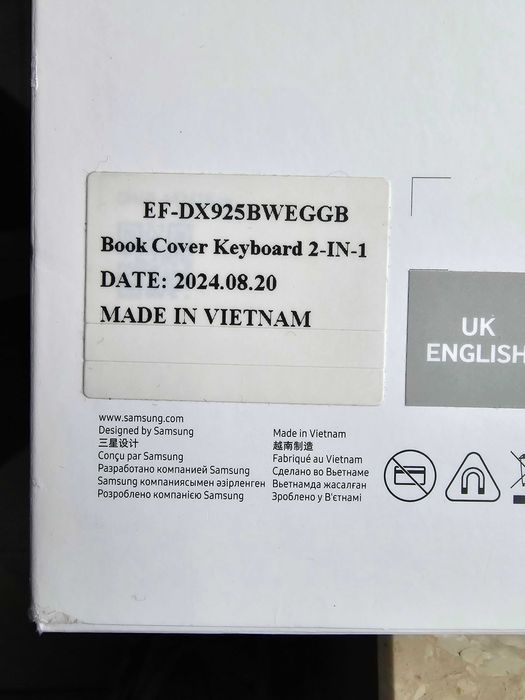 EF-DX925BWEGGB
Book Cover Keyboard 2-IN-1
DATE: 2024.08.20
MADE IN VIETNAM
UK
ENGLISH
www.samsung.com
Designed by Samsung
三星设计
Conçu par Samsung
Разработано компанией Samsung
Samsung компаниясымен әзірленген
Розроблено компанією Samsung
Made in Vietnam
越南制造
Fabriqué au Vietnam
Сделано во Вьетнаме
Вьетнамда жасалған
Зроблено у В'єтнамі